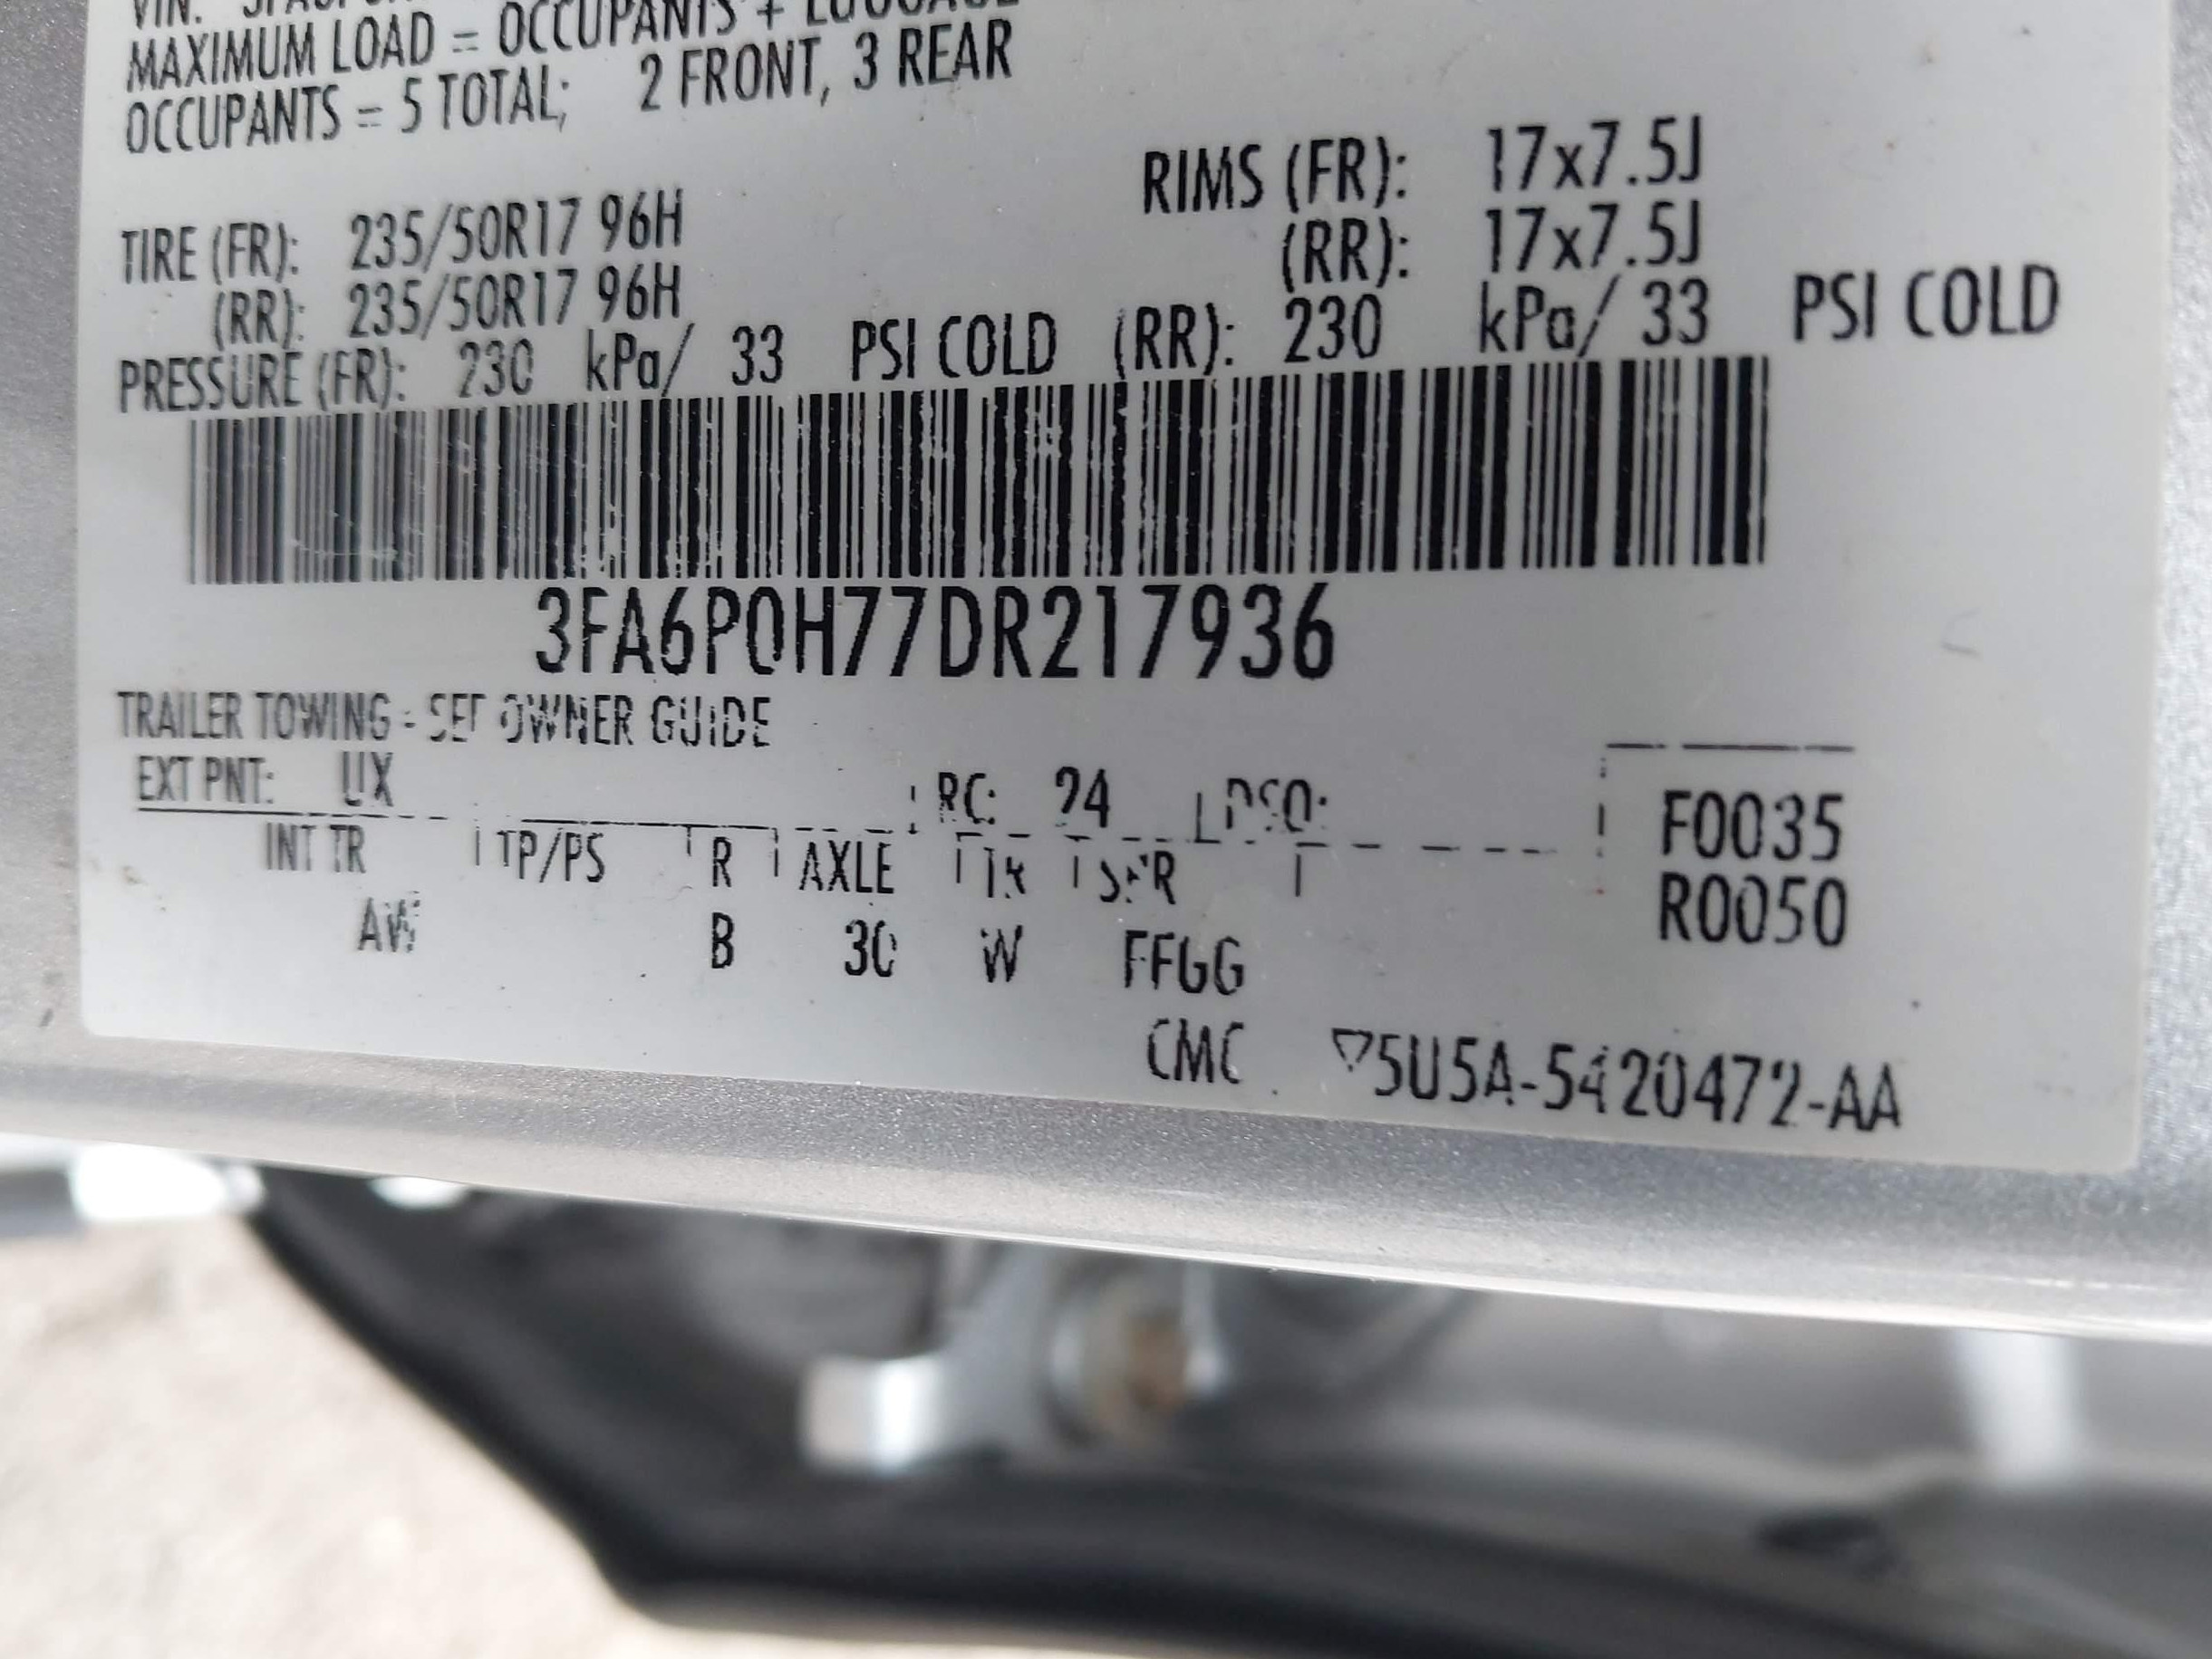 MAXIMUM LOAD = OCCUPANTS + LUGGAGE
OCCUPANTS = 5 TOTAL; 2 FRONT, 3 REAR
RIMS (FR): 17x7.5J
TIRE (FR): 235/50R17 96H
(RR): 17x7.5J
(RR): 235/50R17 96H
PRESSURE (FR): 230 kPa/ 33 PSI COLD (RR): 230 kPa/ 33 PSI COLD
3FA6P0H77DR217936
TRAILER TOWING - SEE OWNER GUIDE
EXT PNT: UX RC: 24 DSO:
F0035
INT TR TP/PS R AXLE TR SPR
R0050
AW B 30 W FFGG
CMC ▽5U5A-5420472-AA